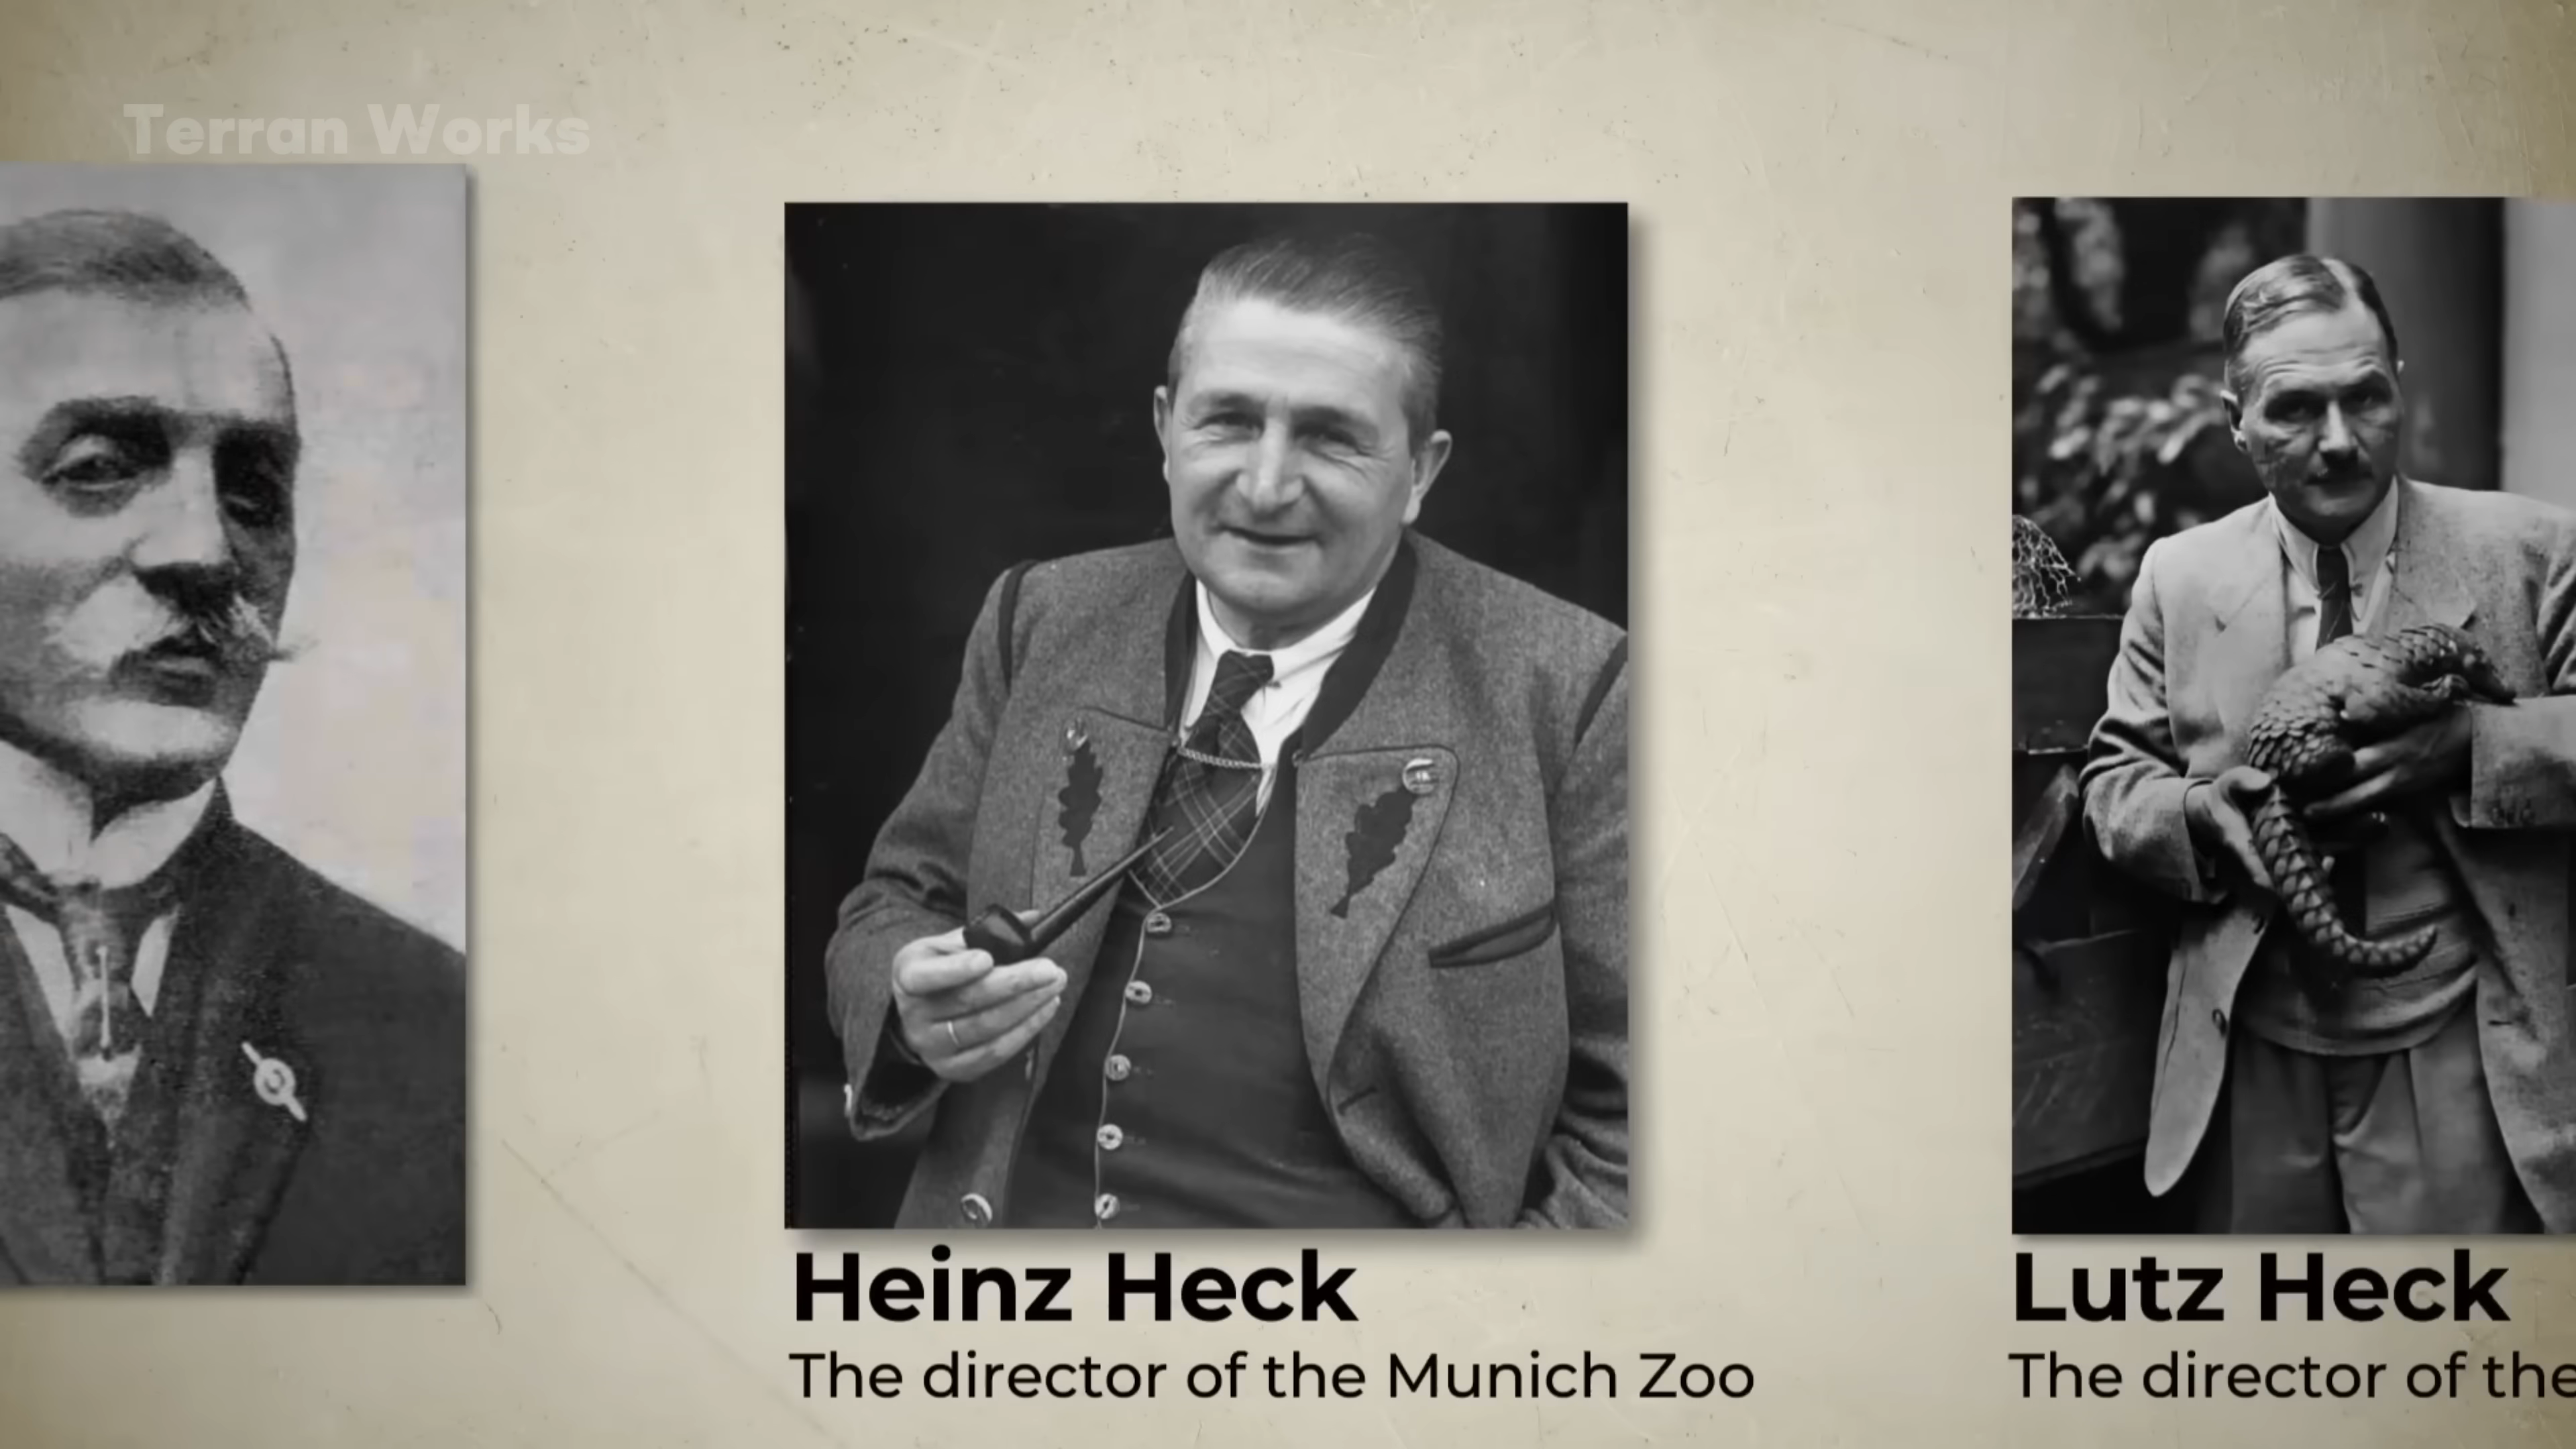 Terran Works
Heinz Heck
The director of the Munich Zoo
Lutz Heck
The director of the